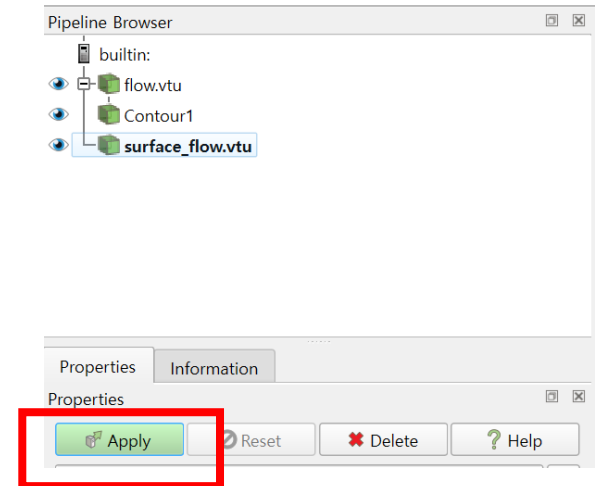 Pipeline Browser
builtin:
flow.vtu
Contour1
surface_flow.vtu
Properties Information
Properties
Apply Reset Delete ? Help